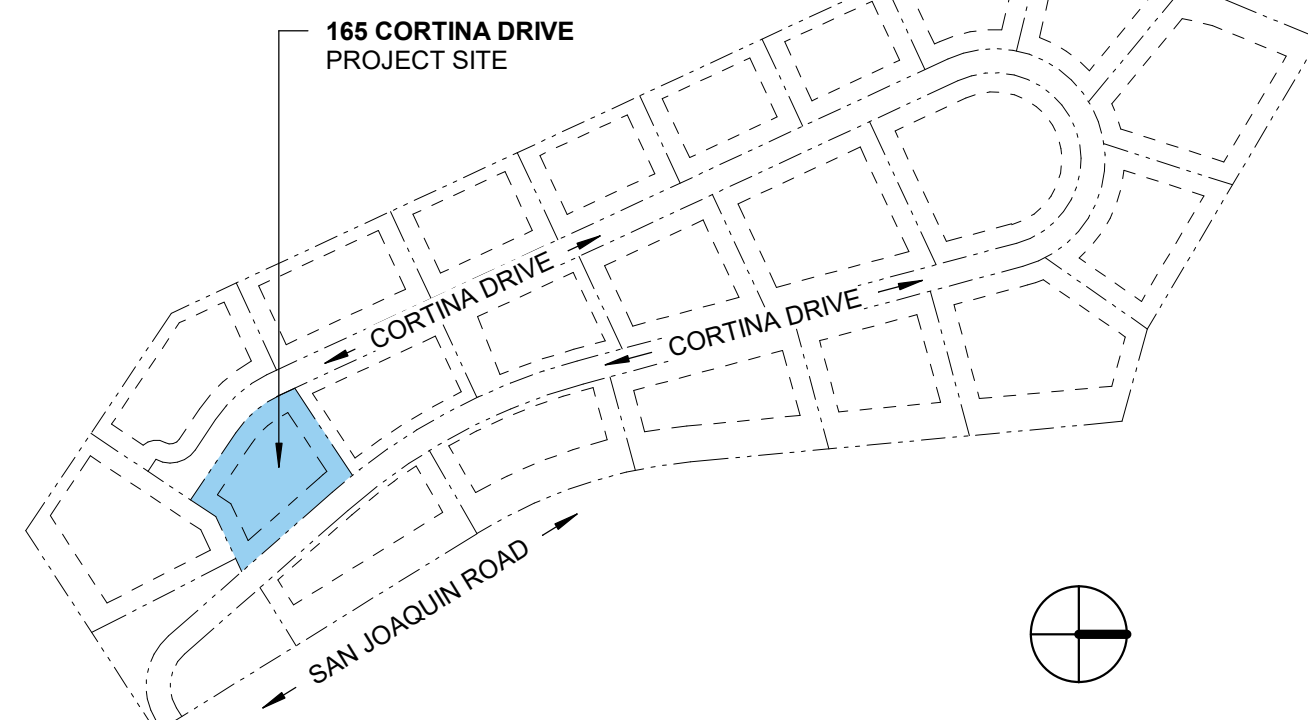 165 CORTINA DRIVE
PROJECT SITE
CORTINA DRIVE
CORTINA DRIVE
SAN JOAQUIN ROAD